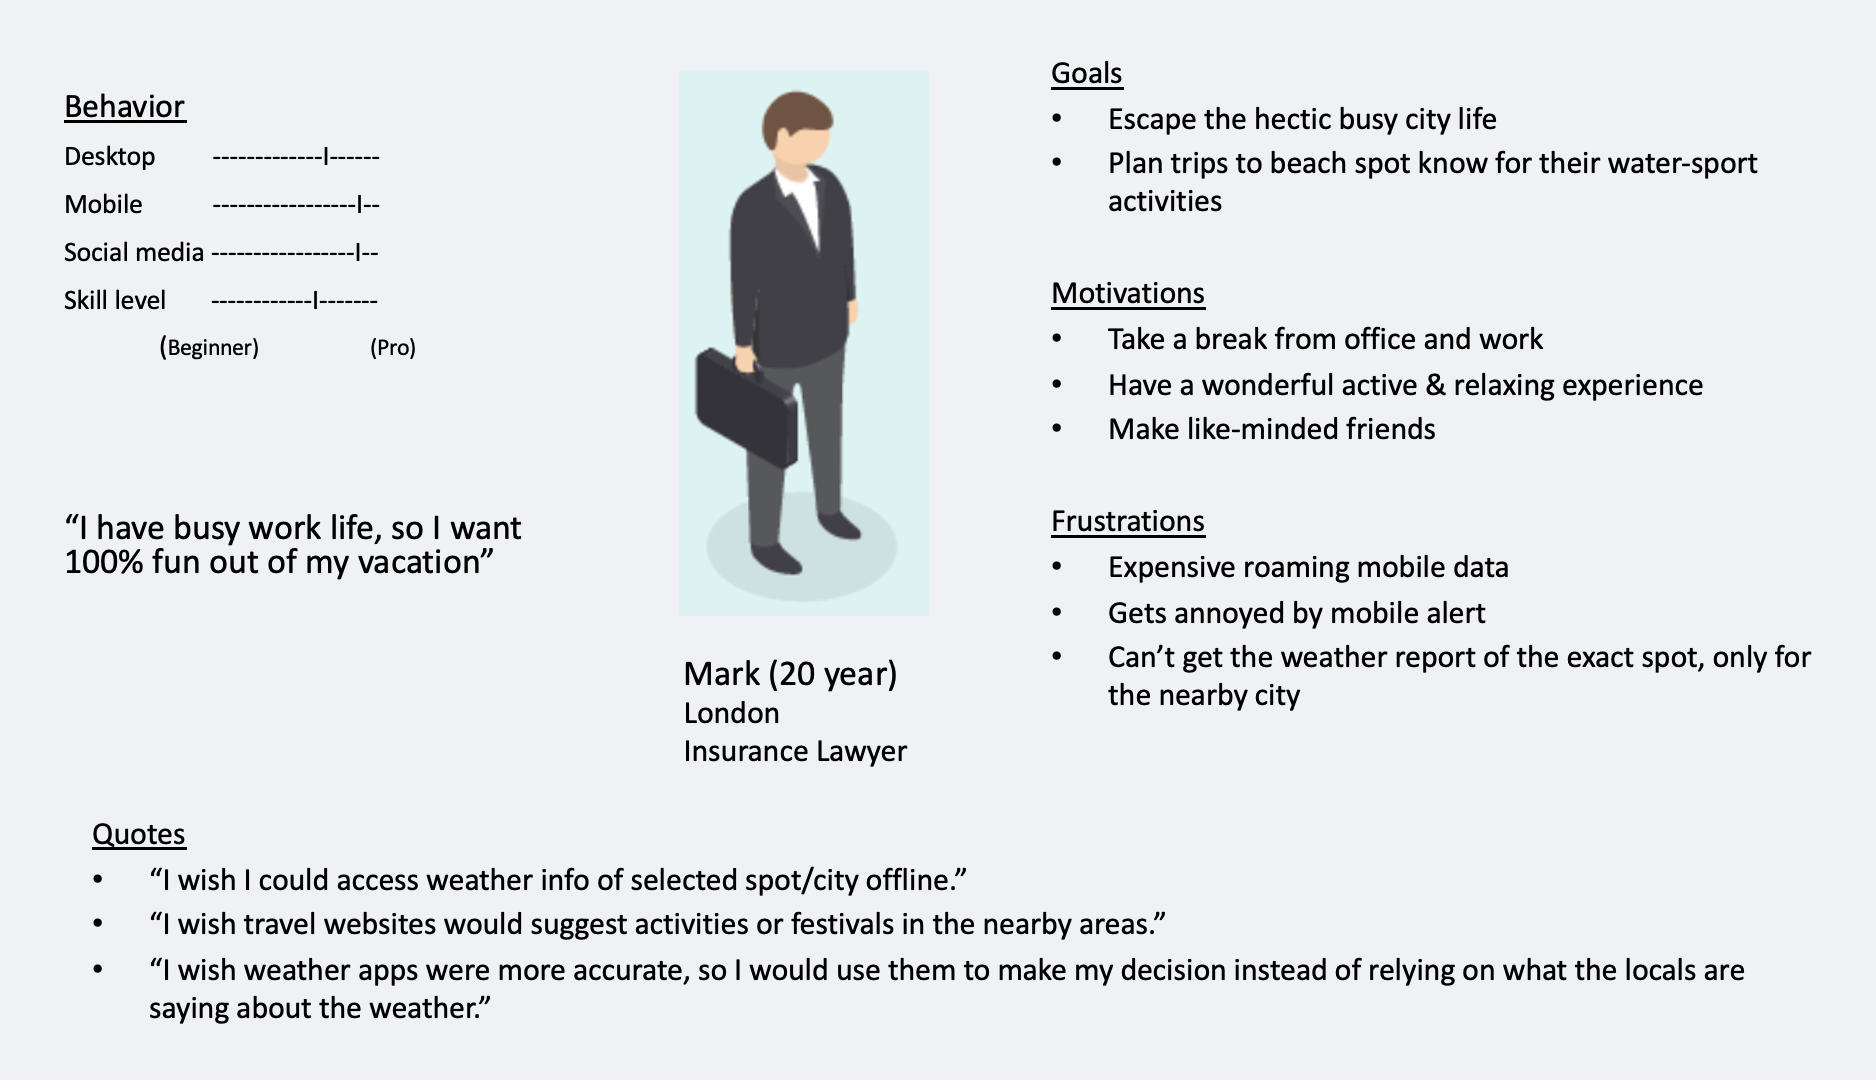 Behavior
Desktop -------------I------
Mobile -----------------I--
Social media -----------------I--
Skill level ------------I-------
(Beginner) (Pro)
“I have busy work life, so I want
100% fun out of my vacation”
Mark (20 year)
London
Insurance Lawyer
Goals
• Escape the hectic busy city life
• Plan trips to beach spot know for their water-sport
activities
Motivations
• Take a break from office and work
• Have a wonderful active & relaxing experience
• Make like-minded friends
Frustrations
• Expensive roaming mobile data
• Gets annoyed by mobile alert
• Can’t get the weather report of the exact spot, only for
the nearby city
Quotes
• “I wish I could access weather info of selected spot/city offline.”
• “I wish travel websites would suggest activities or festivals in the nearby areas.”
• “I wish weather apps were more accurate, so I would use them to make my decision instead of relying on what the locals are
saying about the weather.”